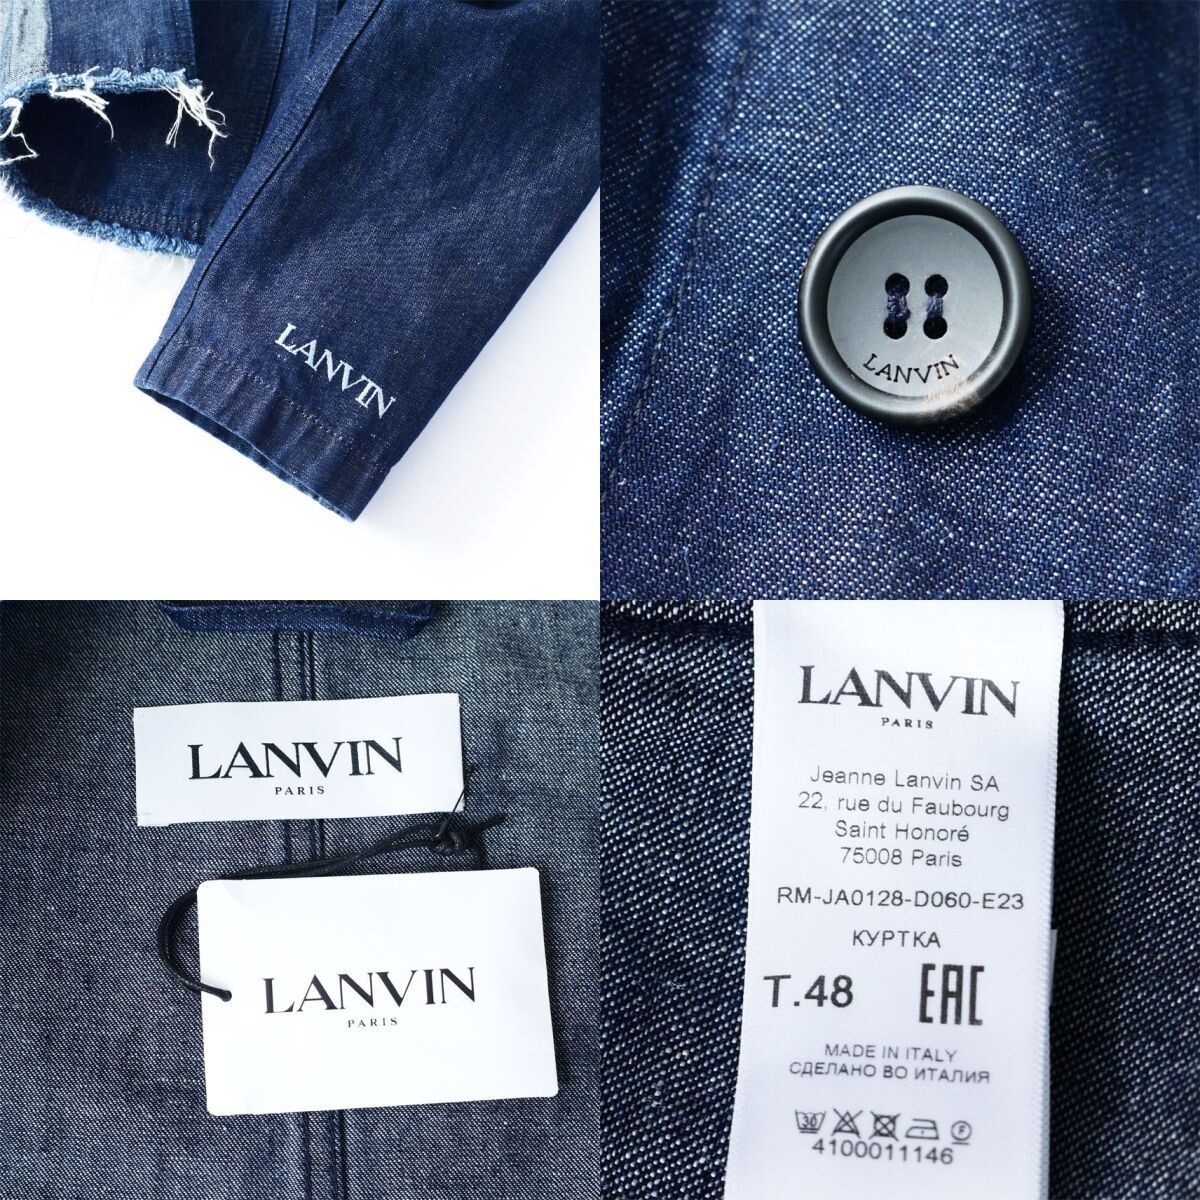 LANVIN
LANVIN
LANVIN
PARIS
LANVIN
PARIS
LANVIN
PARIS
Jeanne Lanvin SA
22, rue du Faubourg
Saint Honoré
75008 Paris
RM-JA0128-D060-E23
КУРТКА
T.48 EAC
MADE IN ITALY
СДЕЛАНО ВО ИТАЛИЯ
30 F
4100011146